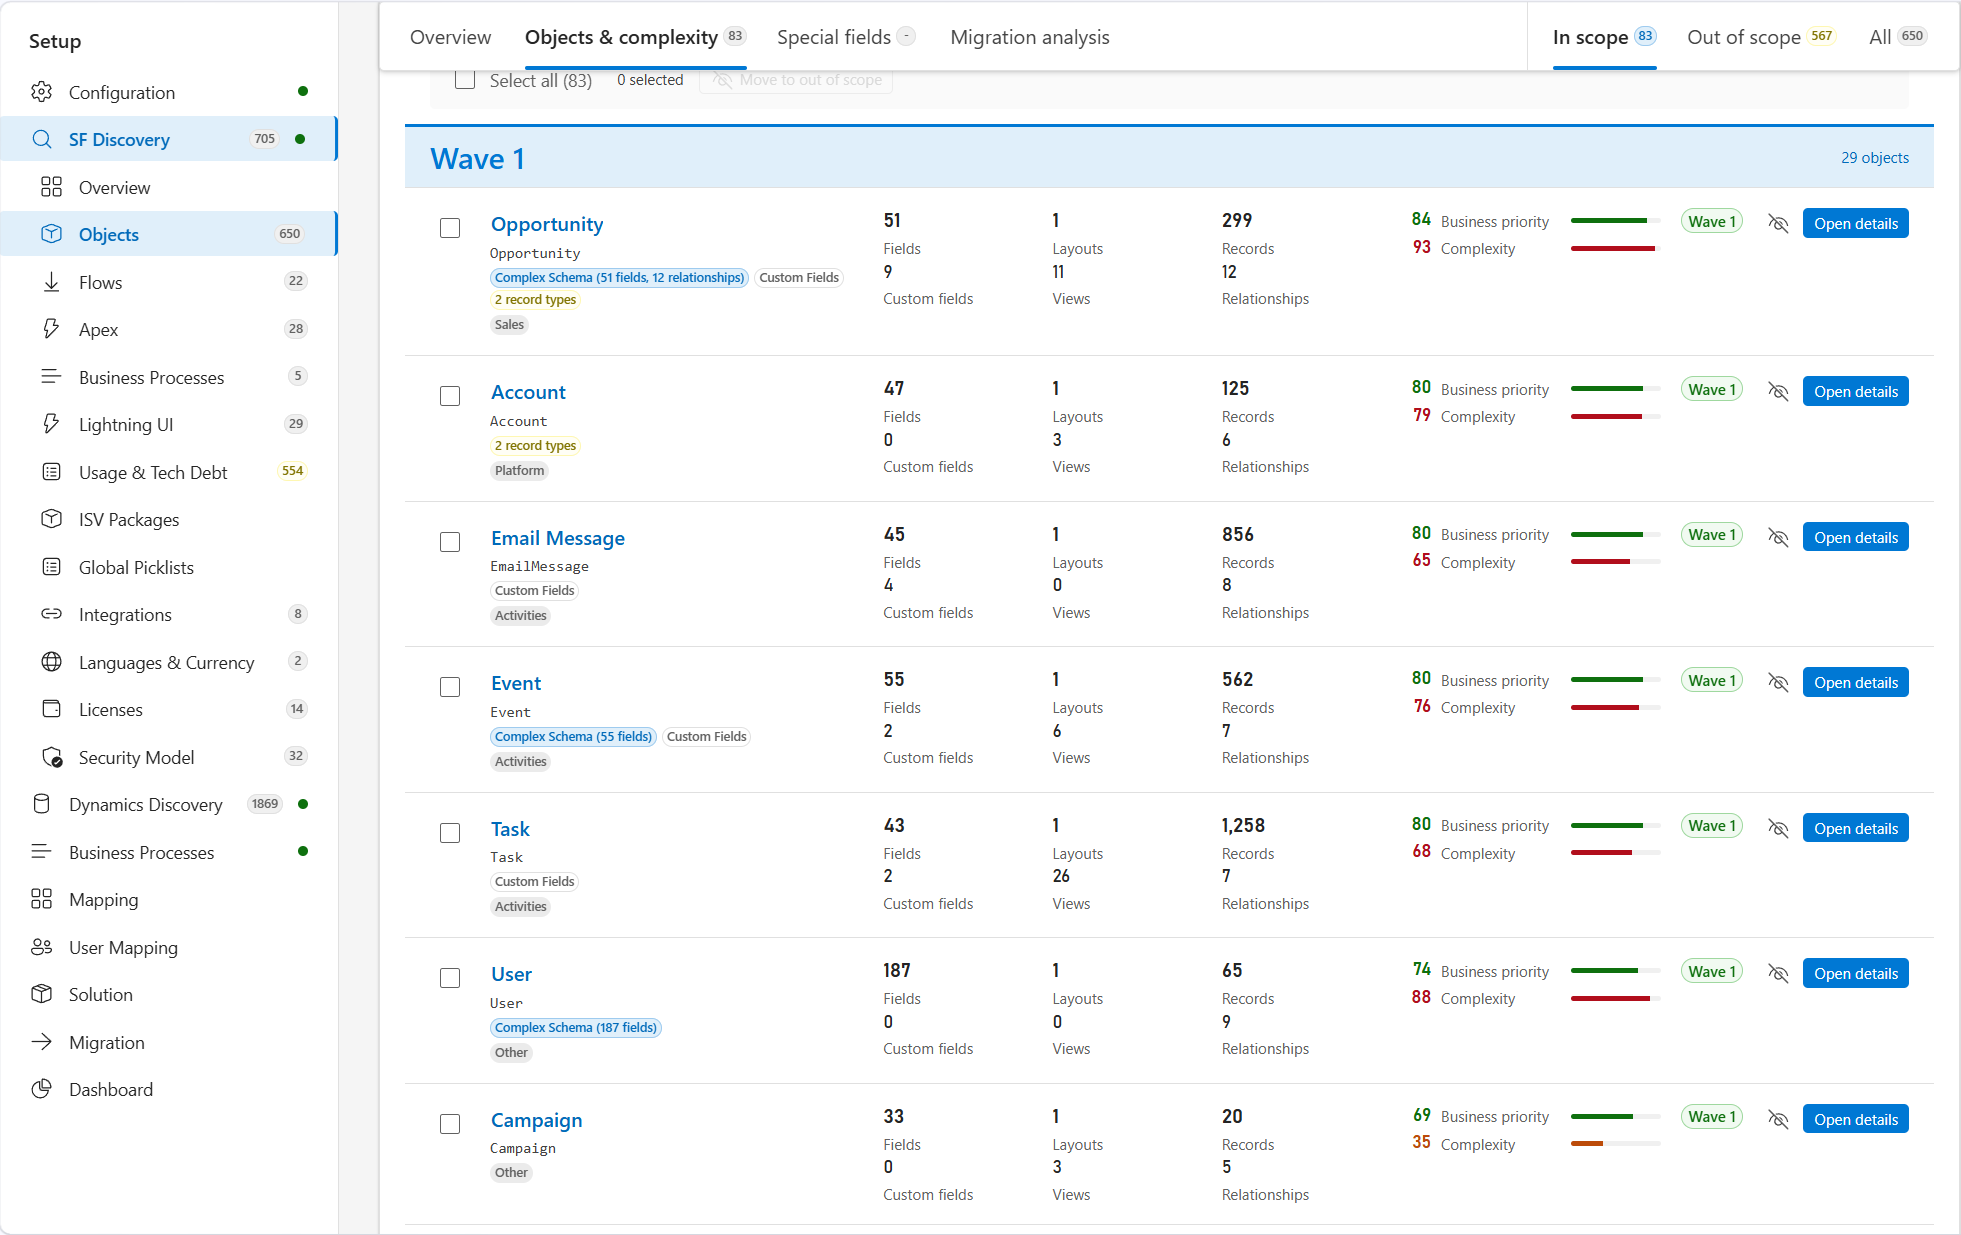 Setup
Configuration
SF Discovery 705
Overview
Objects 650
Flows 22
Apex 28
Business Processes 5
Lightning UI 29
Usage & Tech Debt 554
ISV Packages
Global Picklists
Integrations 8
Languages & Currency 2
Licenses 14
Security Model 32
Dynamics Discovery 1869
Business Processes
Mapping
User Mapping
Solution
Migration
Dashboard
Overview Objects & complexity 83 Special fields - Migration analysis In scope 83 Out of scope 567 All 650
Select all (83) 0 selected Move to out of scope
Wave 1 29 objects
Opportunity
Opportunity
Complex Schema (51 fields, 12 relationships) Custom Fields
2 record types
Sales
51 1 299
Fields Layouts Records
9 11 12
Custom fields Views Relationships
84 Business priority Wave 1 Open details
93 Complexity
Account
Account
2 record types
Platform
47 1 125
Fields Layouts Records
0 3 6
Custom fields Views Relationships
80 Business priority Wave 1 Open details
79 Complexity
Email Message
EmailMessage
Custom Fields
Activities
45 1 856
Fields Layouts Records
4 0 8
Custom fields Views Relationships
80 Business priority Wave 1 Open details
65 Complexity
Event
Event
Complex Schema (55 fields) Custom Fields
Activities
55 1 562
Fields Layouts Records
2 6 7
Custom fields Views Relationships
80 Business priority Wave 1 Open details
76 Complexity
Task
Task
Custom Fields
Activities
43 1 1,258
Fields Layouts Records
2 26 7
Custom fields Views Relationships
80 Business priority Wave 1 Open details
68 Complexity
User
User
Complex Schema (187 fields)
Other
187 1 65
Fields Layouts Records
0 0 9
Custom fields Views Relationships
74 Business priority Wave 1 Open details
88 Complexity
Campaign
Campaign
Other
33 1 20
Fields Layouts Records
0 3 5
Custom fields Views Relationships
69 Business priority Wave 1 Open details
35 Complexity